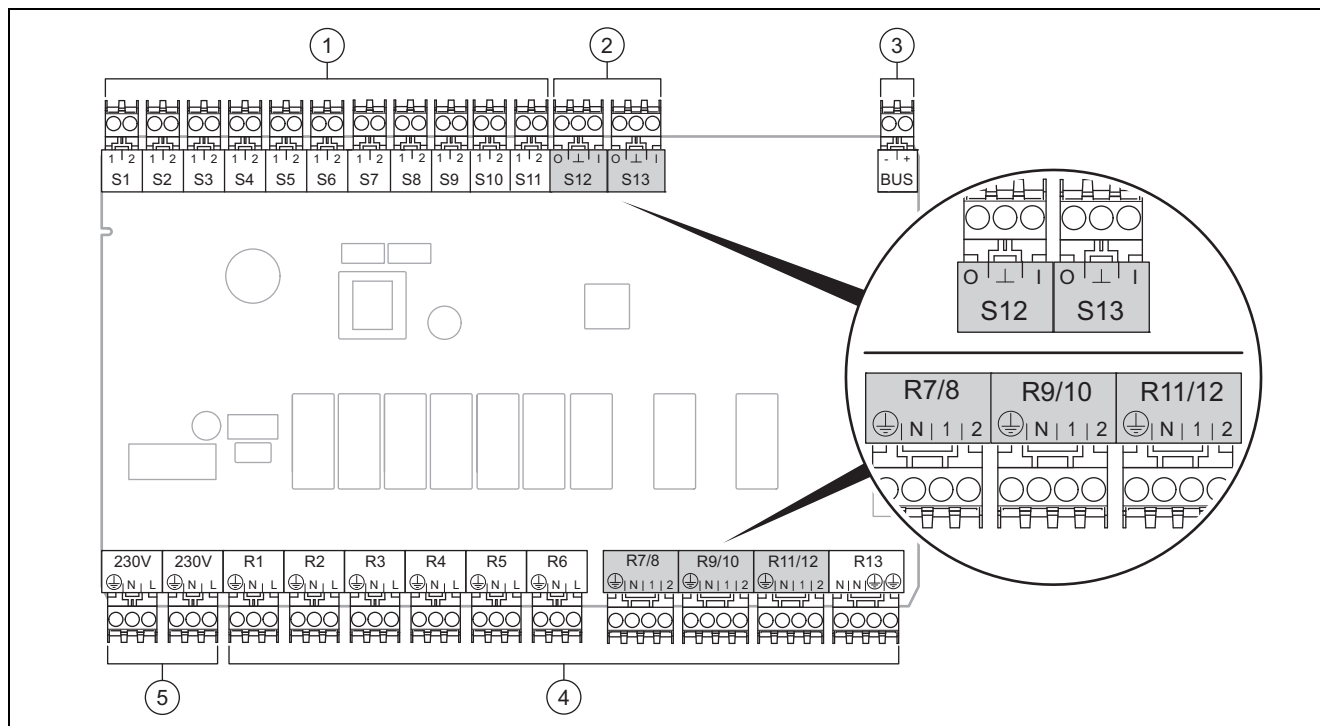 1 2 3
1 2 1 2 1 2 1 2 1 2 1 2 1 2 1 2 1 2 1 2 1 2 O ⊥ I O ⊥ I - +
S1 S2 S3 S4 S5 S6 S7 S8 S9 S10 S11 S12 S13 BUS
O ⊥ I O ⊥ I
S12 S13
R7/8 R9/10 R11/12
⏚ N 1 2 ⏚ N 1 2 ⏚ N 1 2
230V 230V R1 R2 R3 R4 R5 R6 R7/8 R9/10 R11/12 R13
⏚ N L ⏚ N L ⏚ N L ⏚ N L ⏚ N L ⏚ N L ⏚ N L ⏚ N L ⏚ N 1 2 ⏚ N 1 2 ⏚ N 1 2 N N ⏚ ⏚
5 4